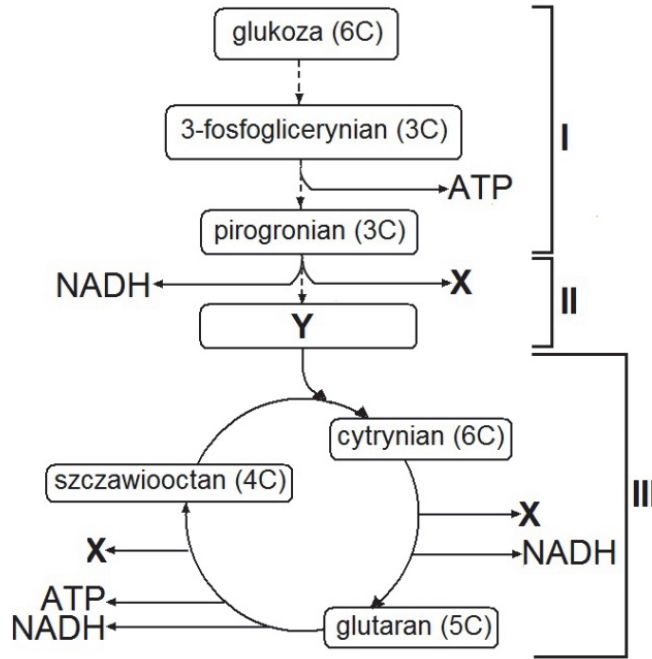 glukoza (6C)
3-fosfoglicerynian (3C)
I
ATP
pirogronian (3C)
NADH
X
II
Y
cytrynian (6C)
szczawiooctan (4C)
III
X
X
NADH
ATP
NADH
glutaran (5C)